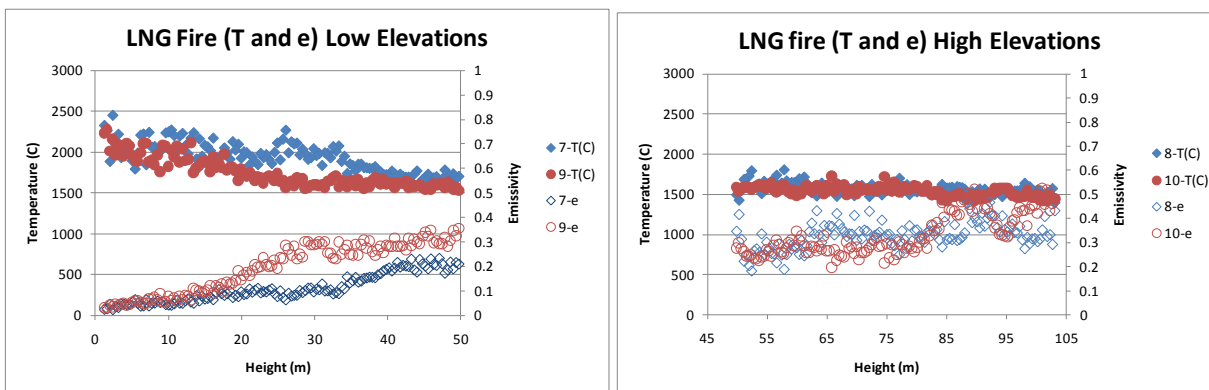 LNG Fire (T and e) Low Elevations
3000
2500
2000
1500
1000
500
0
Temperature (C)
1
0.9
0.8
0.7
0.6
0.5
0.4
0.3
0.2
0.1
0
Emissivity
0 10 20 30 40 50
Height (m)
7-T(C)
9-T(C)
7-e
9-e
LNG fire (T and e) High Elevations
3000
2500
2000
1500
1000
500
0
Temperature (C)
1
0.9
0.8
0.7
0.6
0.5
0.4
0.3
0.2
0.1
0
Emissivity
45 55 65 75 85 95 105
Height (m)
8-T(C)
10-T(C)
8-e
10-e